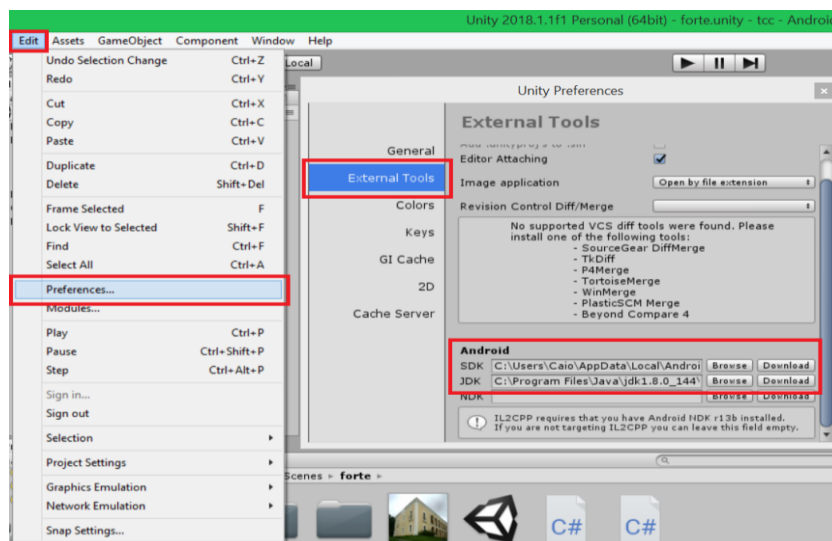 Unity 2018.1.1f1 Personal (64bit) - forte.unity - tcc - Androi
Edit Assets GameObject Component Window Help
Undo Selection Change Ctrl+Z
Redo Ctrl+Y
Cut Ctrl+X
Copy Ctrl+C
Paste Ctrl+V
Duplicate Ctrl+D
Delete Shift+Del
Frame Selected F
Lock View to Selected Shift+F
Find Ctrl+F
Select All Ctrl+A
Preferences...
Modules...
Play Ctrl+P
Pause Ctrl+Shift+P
Step Ctrl+Alt+P
Sign in...
Sign out
Selection
Project Settings
Graphics Emulation
Network Emulation
Snap Settings...
Local
Unity Preferences
General
External Tools
Colors
Keys
GI Cache
2D
Cache Server
External Tools
Editor Attaching
Image application Open by file extension
Revision Control Diff/Merge
No supported VCS diff tools were found. Please
install one of the following tools:
- SourceGear DiffMerge
- TkDiff
- P4Merge
- TortoiseMerge
- WinMerge
- PlasticSCM Merge
- Beyond Compare 4
Android
SDK C:\Users\Caio\AppData\Local\Androi Browse Download
JDK C:\Program Files\Java\jdk1.8.0_144\ Browse Download
NDK Browse Download
IL2CPP requires that you have Android NDK r13b installed.
If you are not targeting IL2CPP you can leave this field empty.
Scenes forte
C# C#